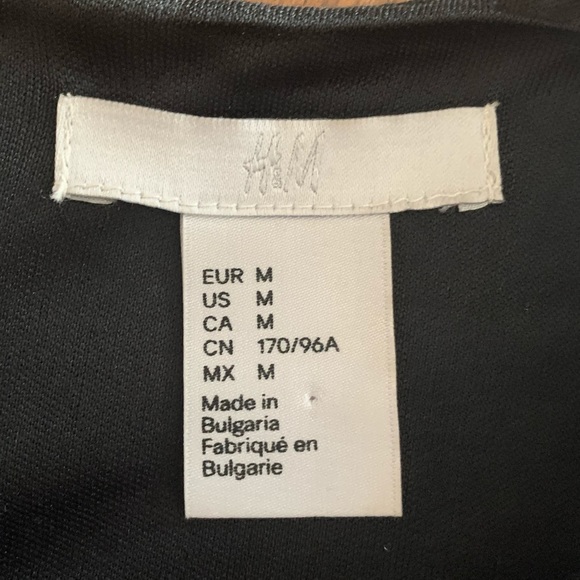 H&M
EUR M
US M
CA M
CN 170/96A
MX M
Made in
Bulgaria
Fabriqué en
Bulgarie